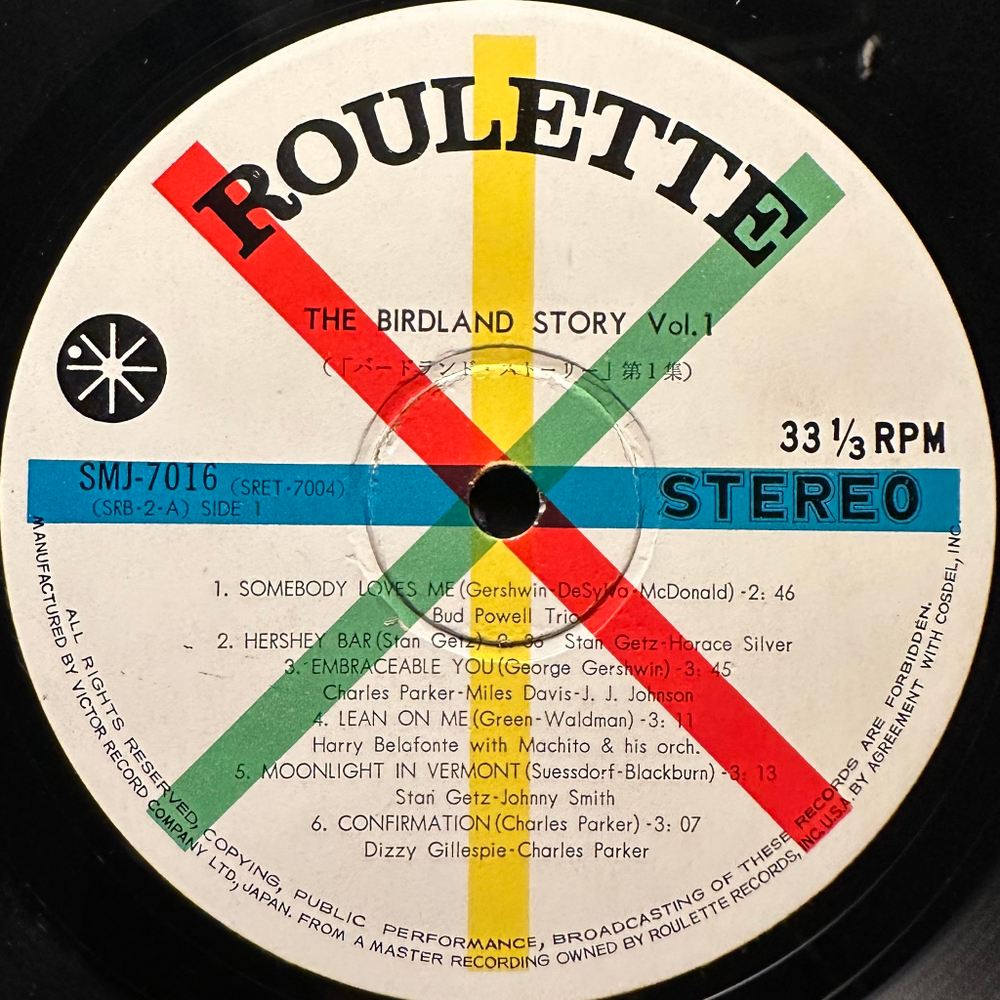 ROULETTE
THE BIRDLAND STORY Vol.1
(「バードランド・ストーリー」第1集)
33 1/3 RPM
SMJ-7016 (SRET-7004)
(SRB-2-A) SIDE 1
STEREO
1. SOMEBODY LOVES ME (Gershwin-DeSylva-McDonald) -2: 46
Bud Powell Trio
2. HERSHEY BAR (Stan Getz) -2: 36 Stan Getz-Horace Silver
3. EMBRACEABLE YOU (George Gershwin) -3: 45
Charles Parker-Miles Davis-J. J. Johnson
4. LEAN ON ME (Green-Waldman) -3: 11
Harry Belafonte with Machito & his orch.
5. MOONLIGHT IN VERMONT (Suessdorf-Blackburn) -3: 13
Stan Getz-Johnny Smith
6. CONFIRMATION (Charles Parker) -3: 07
Dizzy Gillespie-Charles Parker
ALL RIGHTS RESERVED, COPYING, PUBLIC PERFORMANCE, BROADCASTING OF THESE RECORDS ARE FORBIDDEN.
MANUFACTURED BY VICTOR RECORD COMPANY LTD., JAPAN. FROM A MASTER RECORDING OWNED BY ROULETTE RECORDS, INC. U.S.A. BY AGREEMENT WITH COSDEL, INC.